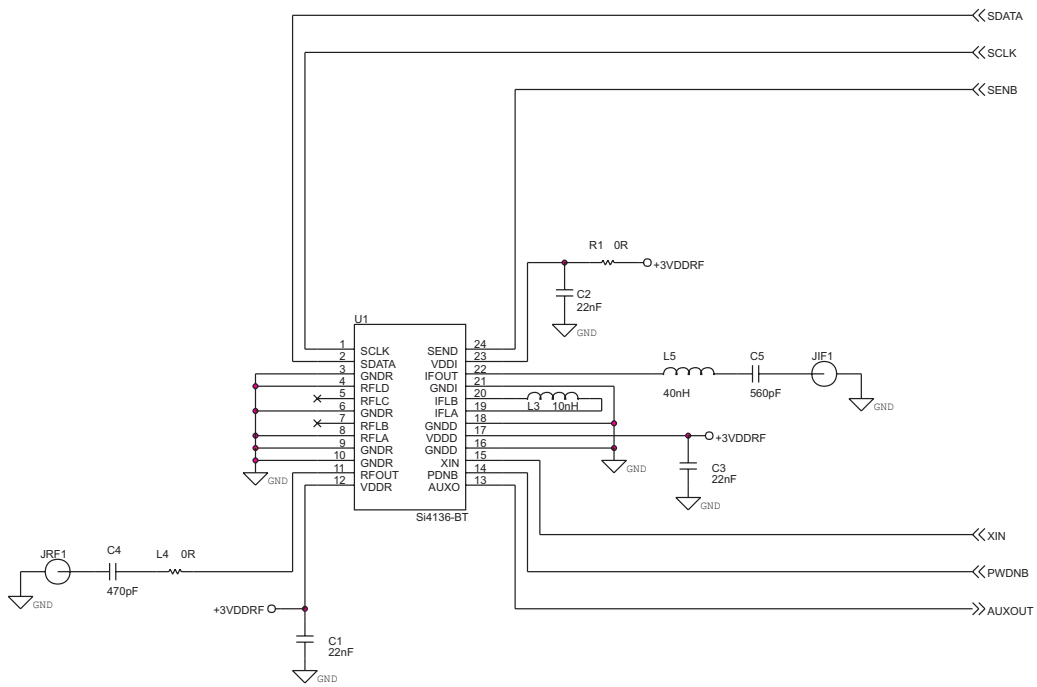 SDATA
SCLK
SENB
R1 0R
+3VDDRF
C2
22nF
GND
U1
1 SCLK
2 SDATA
3 GNDR
4 RFLD
5 RFLC
6 GNDR
7 RFLB
8 RFLA
9 GNDR
10 GNDR
11 RFOUT
12 VDDR
SEND 24
VDDI 23
IFOUT 22
GNDI 21
IFLB 20
IFLA 19
GNDD 18
VDDD 17
GNDD 16
XIN 15
PDNB 14
AUXO 13
Si4136-BT
L5
40nH
C5
560pF
JIF1
GND
L3 10nH
GND
+3VDDRF
C3
22nF
GND
GND
XIN
PWDNB
AUXOUT
JRF1
C4
470pF
L4 0R
GND
+3VDDRF
C1
22nF
GND